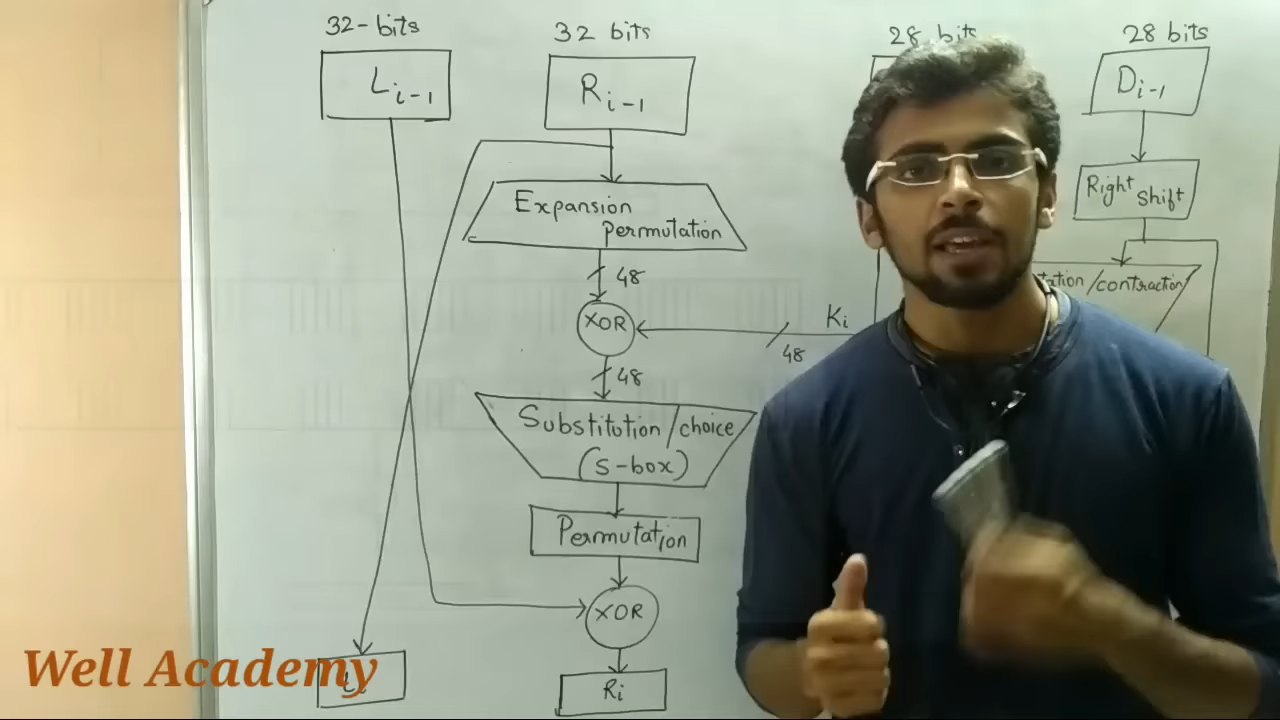 32-bits
32 bits
28 bits
28 bits
Li-1
Ri-1
Di-1
Right shift
Expansion
permutation
48
/contraction
XOR
Ki
48
48
Substitution/choice
(S-box)
Permutation
XOR
Well Academy
Ri